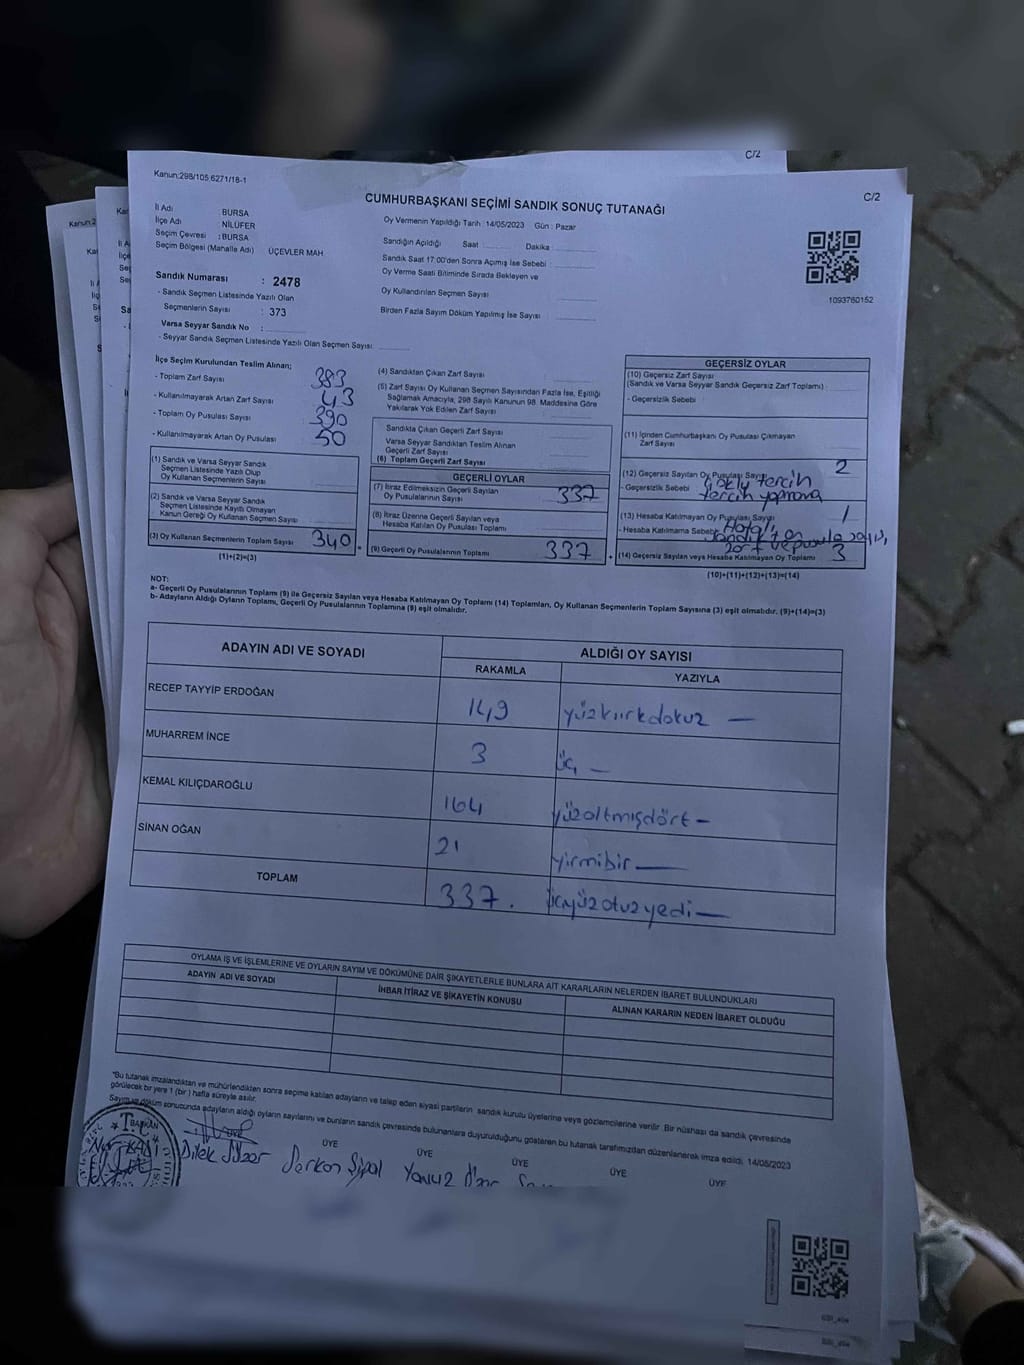 C/2
Kanun:298/105 6271/18-1
C/2
CUMHURBAŞKANI SEÇİMİ SANDIK SONUÇ TUTANAĞI
İl Adı BURSA
İlçe Adı NİLÜFER
Seçim Çevresi : BURSA
Seçim Bölgesi (Mahalle Adı) ÜÇEVLER MAH
Sandık Numarası : 2478
- Sandık Seçmen Listesinde Yazılı Olan
Seçmenlerin Sayısı : 373
Varsa Seyyar Sandık No :
- Seyyar Sandık Seçmen Listesinde Yazılı Olan Seçmen Sayısı:
Oy Vermenin Yapıldığı Tarih :14/05/2023 Gün : Pazar
Sandığın Açıldığı Saat Dakika
Sandık Saat 17:00'den Sonra Açımış İse Sebebi :
Oy Verme Saati Bitiminde Sırada Bekleyen ve
Oy Kullandırılan Seçmen Sayısı
Birden Fazla Sayım Döküm Yapılmış İse Sayısı
1093760152
İlçe Seçim Kurulundan Teslim Alınan;
- Toplam Zarf Sayısı 383
- Kullanılmayarak Artan Zarf Sayısı 43
- Toplam Oy Pusulası Sayısı 390
- Kullanılmayarak Artan Oy Pusulası 50
(1) Sandık ve Varsa Seyyar Sandık
Seçmen Listesinde Yazılı Olup
Oy Kullanan Seçmenlerin Sayısı
(2) Sandık ve Varsa Seyyar Sandık
Seçmen Listesinde Kayıtlı Olmayan
Kanun Gereği Oy Kullanan Seçmen Sayısı
(3) Oy Kullanan Seçmenlerin Toplam Sayısı 340
(1)+(2)=(3)
(4) Sandıktan Çıkan Zarf Sayısı
(5) Zarf Sayısı Oy Kullanan Seçmen Sayısından Fazla İse, Eşitliği
Sağlamak Amacıyla, 298 Sayılı Kanunun 98. Maddesine Göre
Yakılarak Yok Edilen Zarf Sayısı
Sandıkta Çıkan Geçerli Zarf Sayısı
Varsa Seyyar Sandıktan Teslim Alınan
Geçerli Zarf Sayısı
(6) Toplam Geçerli Zarf Sayısı
GEÇERLİ OYLAR
(7) İtiraz Edilmeksizin Geçerli Sayılan
Oy Pusulalarının Sayısı 337
(8) İtiraz Üzerine Geçerli Sayılan veya
Hesaba Katılan Oy Pusulası Toplamı
(9) Geçerli Oy Pusulalarının Toplamı 337
GEÇERSİZ OYLAR
(10) Geçersiz Zarf Sayısı
(Sandık ve Varsa Seyyar Sandık Geçersiz Zarf Toplamı)
- Geçersizlik Sebebi
(11) İçinden Cumhurbaşkanı Oy Pusulası Çıkmayan
Zarf Sayısı
(12) Geçersiz Sayılan Oy Pusulası Sayısı 2
- Geçersizlik Sebebi tercih
tercih
(13) Hesaba Katılmayan Oy Pusulası Sayısı 1
- Hesaba Katılmama Sebebi
zarf ve pusula
(14) Geçersiz Sayılan veya Hesaba Katılmayan Oy Toplamı 3
(10)+(11)+(12)+(13)=(14)
NOT:
a- Geçerli Oy Pusulalarının Toplamı (9) ile Geçersiz Sayılan veya Hesaba Katılmayan Oy Toplamı (14) Toplamları, Oy Kullanan Seçmenlerin Toplam Sayısına (3) eşit olmalıdır. (9)+(14)=(3)
b- Adayların Aldığı Oyların Toplamı, Geçerli Oy Pusulalarının Toplamına (9) eşit olmalıdır.
ADAYIN ADI VE SOYADI ALDIĞI OY SAYISI
RAKAMLA YAZIYLA
RECEP TAYYİP ERDOĞAN 149 yüzkırkdokuz —
MUHARREM İNCE 3 üç —
KEMAL KILIÇDAROĞLU 164 yüzaltmışdört —
SİNAN OĞAN 21 yirmibir —
TOPLAM 337. üçyüzotuzyedi —
OYLAMA İŞ VE İŞLEMLERİNE VE OYLARIN SAYIM VE DÖKÜMÜNE DAİR ŞİKAYETLERLE BUNLARA AİT KARARLARIN NELERDEN İBARET BULUNDUKLARI
ADAYIN ADI VE SOYADI İHBAR İTİRAZ VE ŞİKAYETİN KONUSU ALINAN KARARIN NEDEN İBARET OLDUĞU
*Bu tutanak imzalandıktan ve mühürlendikten sonra seçime katılan adayların ve talep eden siyasi partilerin sandık kurulu üyelerine veya gözlemcilerine verilir. Bir nüshası da sandık çevresinde
görülecek bir yere 1 (bir) hafta süreyle asılır.
Sayım ve döküm sonucunda adayların aldığı oyların sayılarını ve bunların sandık çevresinde bulunanlara duyurulduğunu gösteren bu tutanak tarafımızdan düzenlenerek imza edildi. 14/05/2023
BAŞKAN ÜYE ÜYE ÜYE ÜYE ÜYE
T.C.
Dilek Serkan Yavuz